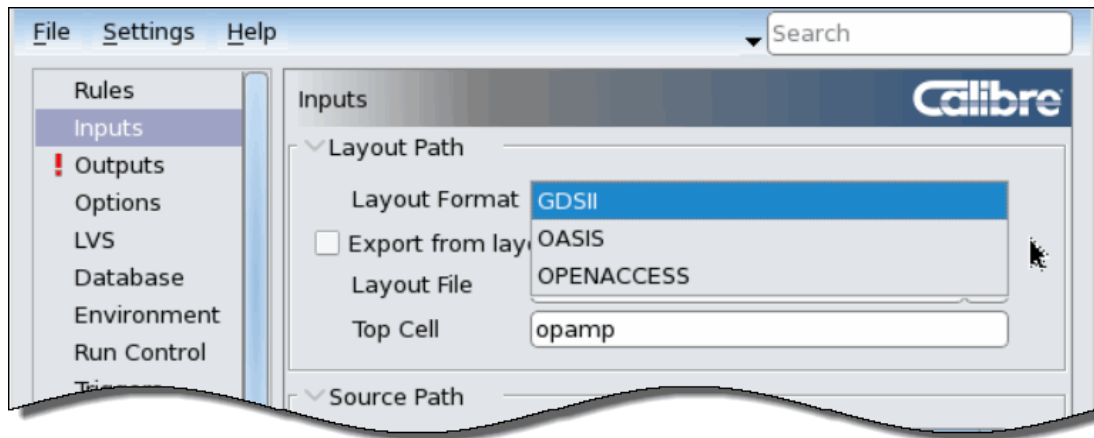 File Settings Help Search
Rules
Inputs
! Outputs
Options
LVS
Database
Environment
Run Control
Inputs Calibre
Layout Path
Layout Format GDSII
OASIS
OPENACCESS
Export from
Layout File
Top Cell opamp
Source Path